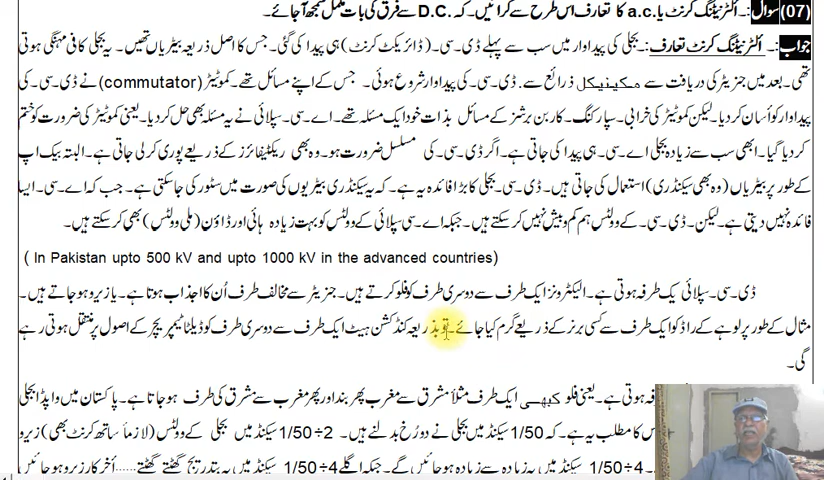 (07) سوال:۔ اَلٹرنیٹنگ کرنٹ یا a.c کا تعارف اس طرح سے کرائیں۔ کہ D.C. سے فرق کی بات مکمل سمجھ آ جائے۔
جواب:۔ اَلٹرنیٹنگ کرنٹ تعارف:۔ بجلی کی پیداوار میں سب سے پہلے ڈی۔سی۔ (ڈائریکٹ کرنٹ) ہی پیدا کی گئی۔ جس کا اصل ذریعہ بیٹریاں تھیں۔ یہ بجلی کافی مہنگی ہوتی
تھی۔ بعد میں جنریٹر کی دریافت سے مکینیکل ذرائع سے ڈی۔سی۔ کی پیداوار شروع ہوئی۔ جس کے اپنے مسائل تھے۔ کموٹیٹر (commutator) نے ڈی۔سی۔ کی
پیداوار کو آسان کر دیا۔ لیکن کموٹیٹر کی خرابی۔ سپارکنگ۔ کاربن برشز کے مسائل بذات خود ایک مسئلہ تھے۔ اے۔سی۔ سپلائی نے یہ مسئلہ بھی حل کر دیا۔ یعنی کموٹیٹر کی ضرورت کو ختم
کر دیا گیا۔ ابھی سب سے زیادہ بجلی اے۔سی۔ ہی پیدا کی جاتی ہے۔ اگر ڈی۔سی۔ کی مسلسل ضرورت ہو۔ وہ بھی ریکٹیفائرز کے ذریعے پوری کر لی جاتی ہے۔ البتہ بیک اپ
کے طور پر بیٹریاں (وہ بھی سیکنڈری) استعمال کی جاتی ہیں۔ ڈی۔سی۔ بجلی کا بڑا فائدہ یہ ہے۔ کہ یہ سیکنڈری بیٹریوں کی صورت میں سٹور کی جا سکتی ہے۔ جب کہ اے۔سی۔ ایسا
فائدہ نہیں دیتی ہے۔ لیکن۔ ڈی۔سی۔ کے وولٹس ہم کم و بیش نہیں کر سکتے ہیں۔ جبکہ اے۔سی سپلائی کے وولٹس کو بہت زیادہ ہائی اور ڈاؤن (ملی وولٹس) بھی کر سکتے ہیں۔
( In Pakistan upto 500 kV and upto 1000 kV in the advanced countries)
ڈی۔سی۔ سپلائی یک طرفہ ہوتی ہے۔ الیکٹرونز ایک طرف سے دوسری طرف کو فلو کرتے ہیں۔ جنریٹر سے مخالف طرف اُن کا اجذاب ہوتا ہے۔ یا زیرو ہو جاتے ہیں۔
مثال کے طور پر لوہے کے راڈ کو ایک طرف سے کسی برنر کے ذریعے گرم کیا جائے۔ تو بذریعہ کنڈکشن ہیٹ ایک طرف سے دوسری طرف کو ڈیلٹا ٹمپریچر کے اصول پر منتقل ہوتی رہے
گی۔
فہ ہوتی ہے۔ یعنی فلو کبھی ایک طرف مثلاً مشرق سے مغرب پھر بند اور پھر مغرب سے مشرق کی طرف ہو جاتا ہے۔ پاکستان میں واپڈا بجلی
س کا مطلب یہ ہے۔ کہ 1/50 سیکنڈ میں بجلی نے دو رُخ بدلنے ہیں۔ 2÷1/50 سیکنڈ میں بجلی کے وولٹس (لازماً ساتھ کرنٹ بھی) زیرو
۔ 4÷1/50 سیکنڈ میں یہ زیادہ سے زیادہ ہو جائیں گے۔ جبکہ اگلے 4÷1/50 سیکنڈ میں یہ بتدریج گھٹتے گھٹتے......آخر کار زیرو ہو جائیں